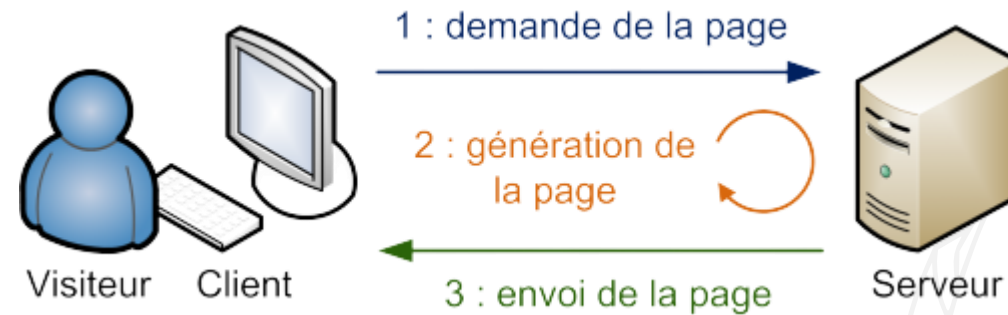 1 : demande de la page
2 : génération de
la page
3 : envoi de la page
Visiteur
Client
Serveur